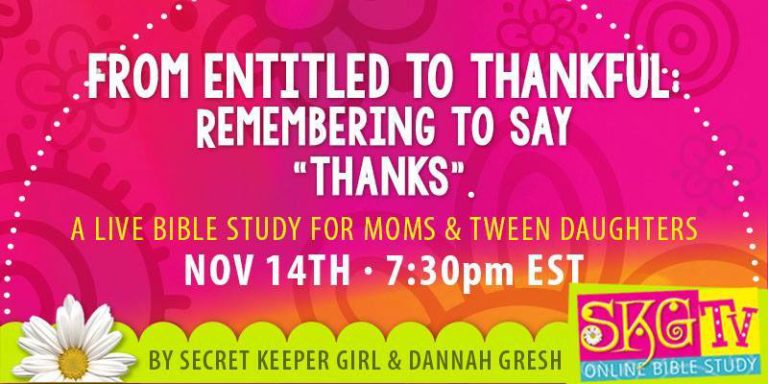 FROM ENTITLED TO THANKFUL:
REMEMBERING TO SAY
"THANKS".
A LIVE BIBLE STUDY FOR MOMS & TWEEN DAUGHTERS
NOV 14TH · 7:30pm EST
BY SECRET KEEPER GIRL & DANNAH GRESH
SKG TV
ONLINE BIBLE STUDY